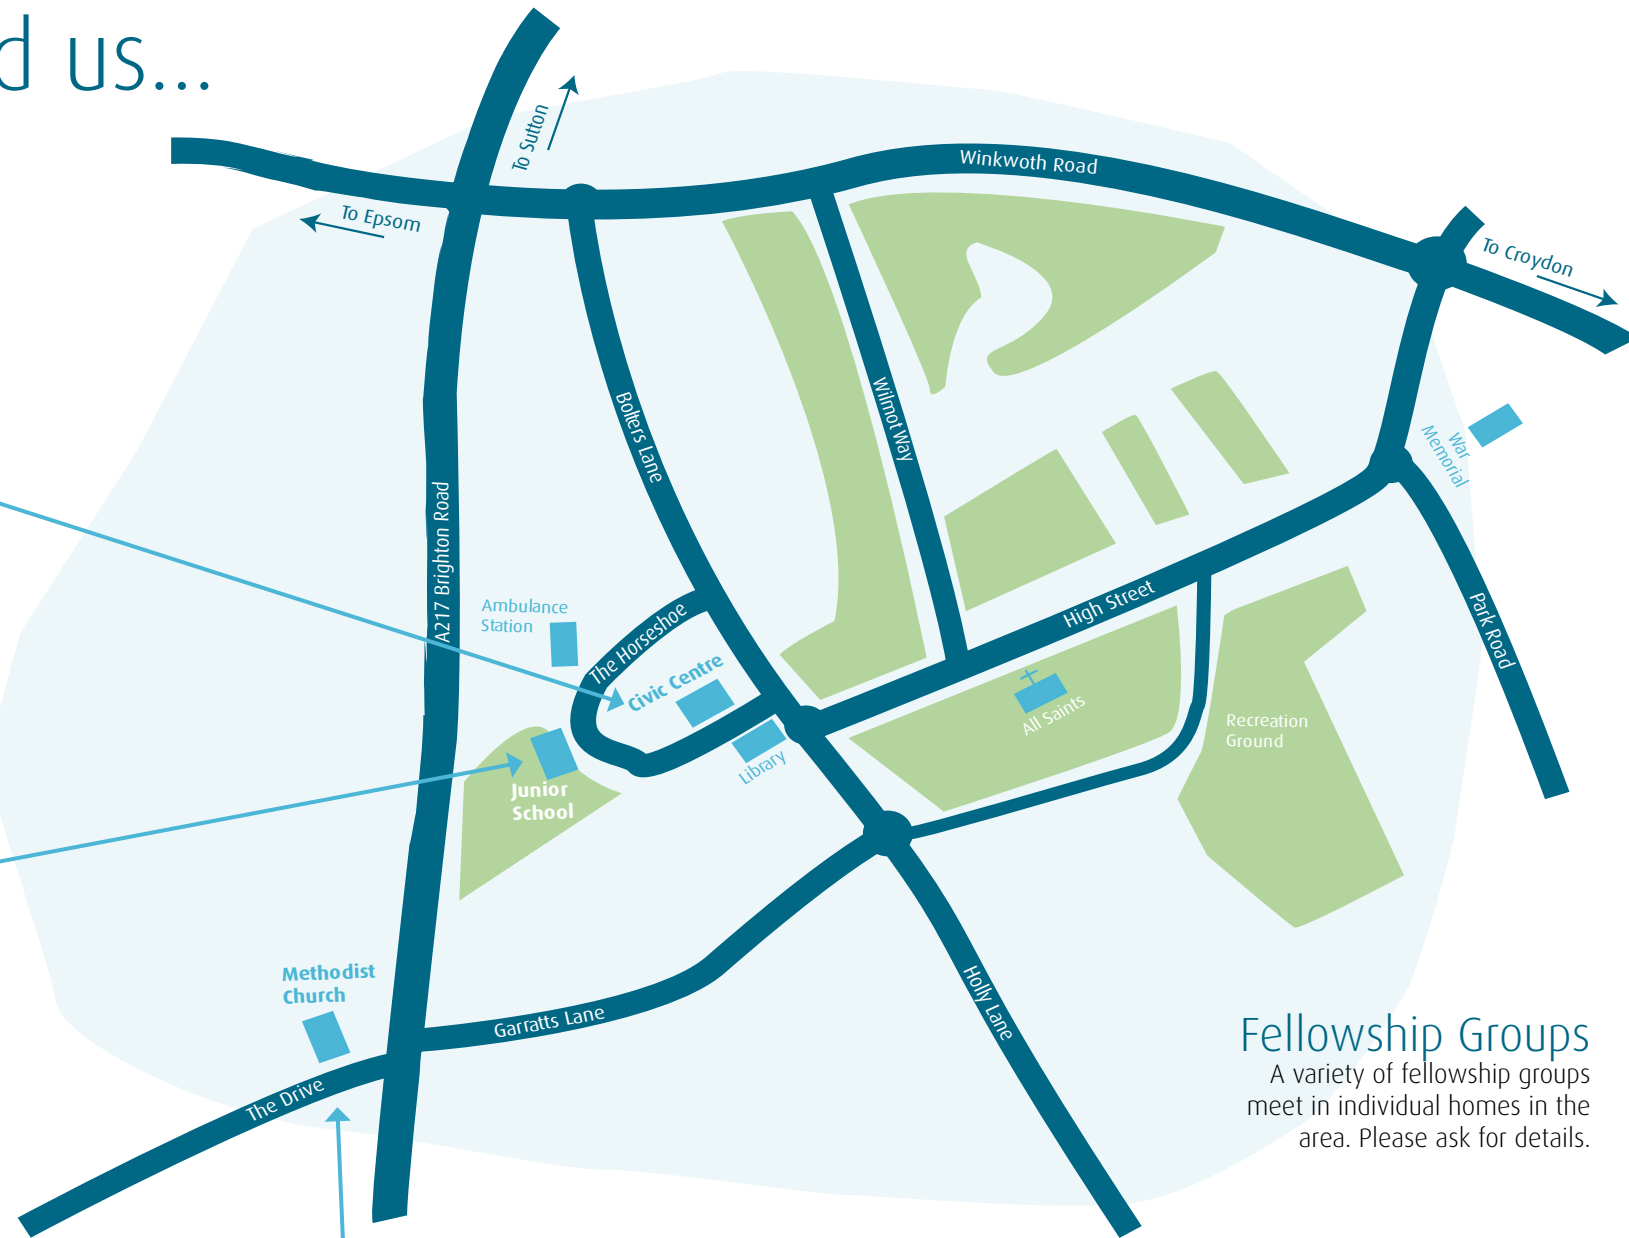 d us...
To Sutton
To Epsom
Winkwoth Road
To Croydon
Bolters Lane
Wilmot Way
War
Memorial
A217 Brighton Road
Ambulance
Station
The Horseshoe
High Street
Park Road
Civic Centre
All Saints
Recreation
Ground
Library
Junior
School
Methodist
Church
Garratts Lane
Holly Lane
The Drive
Fellowship Groups
A variety of fellowship groups
meet in individual homes in the
area. Please ask for details.